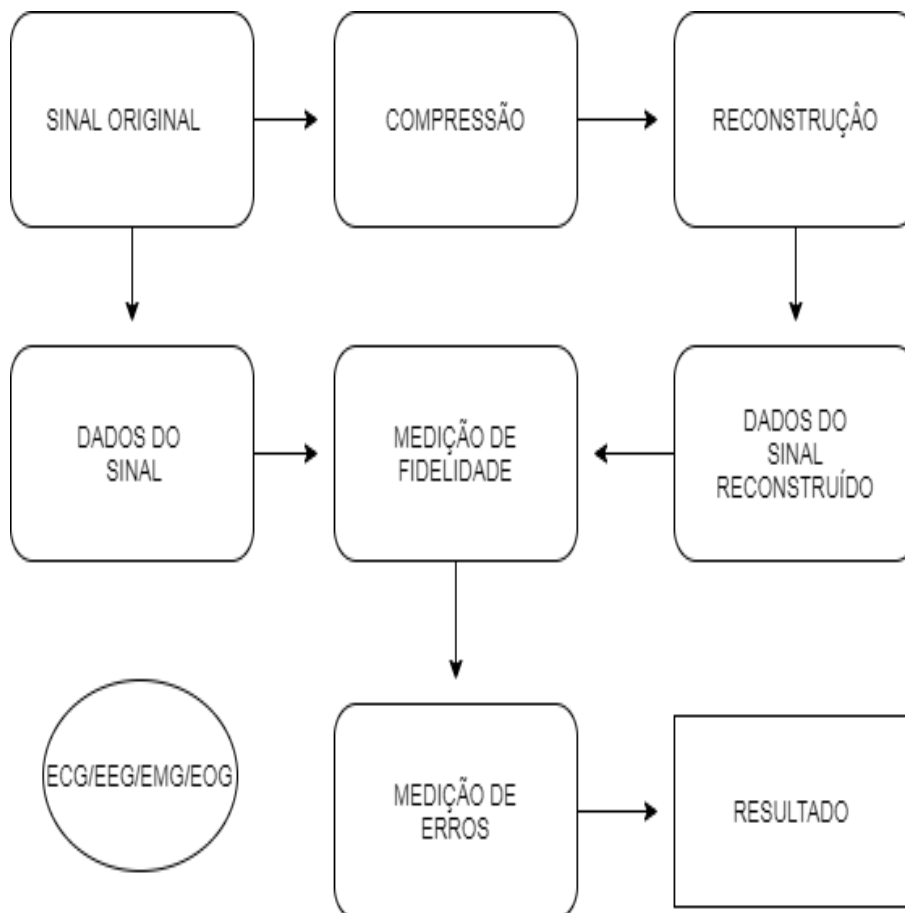 SINAL ORIGINAL
COMPRESSÃO
RECONSTRUÇÂO
DADOS DO
SINAL
MEDIÇÃO DE
FIDELIDADE
DADOS DO
SINAL
RECONSTRUÍDO
ECG/EEG/EMG/EOG
MEDIÇÃO DE
ERROS
RESULTADO